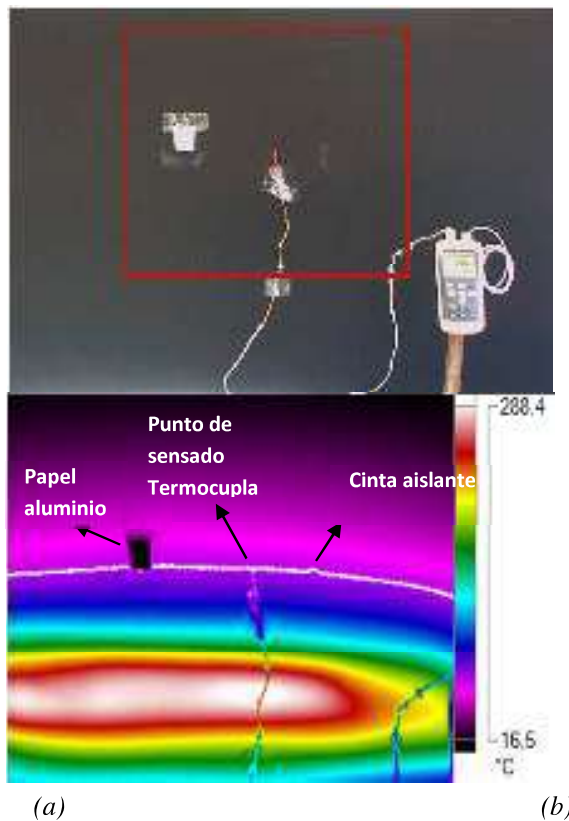 288,4
Punto de
sensado
Termocupla
Papel
aluminio
Cinta aislante
16,5
°C
(a)
(b)